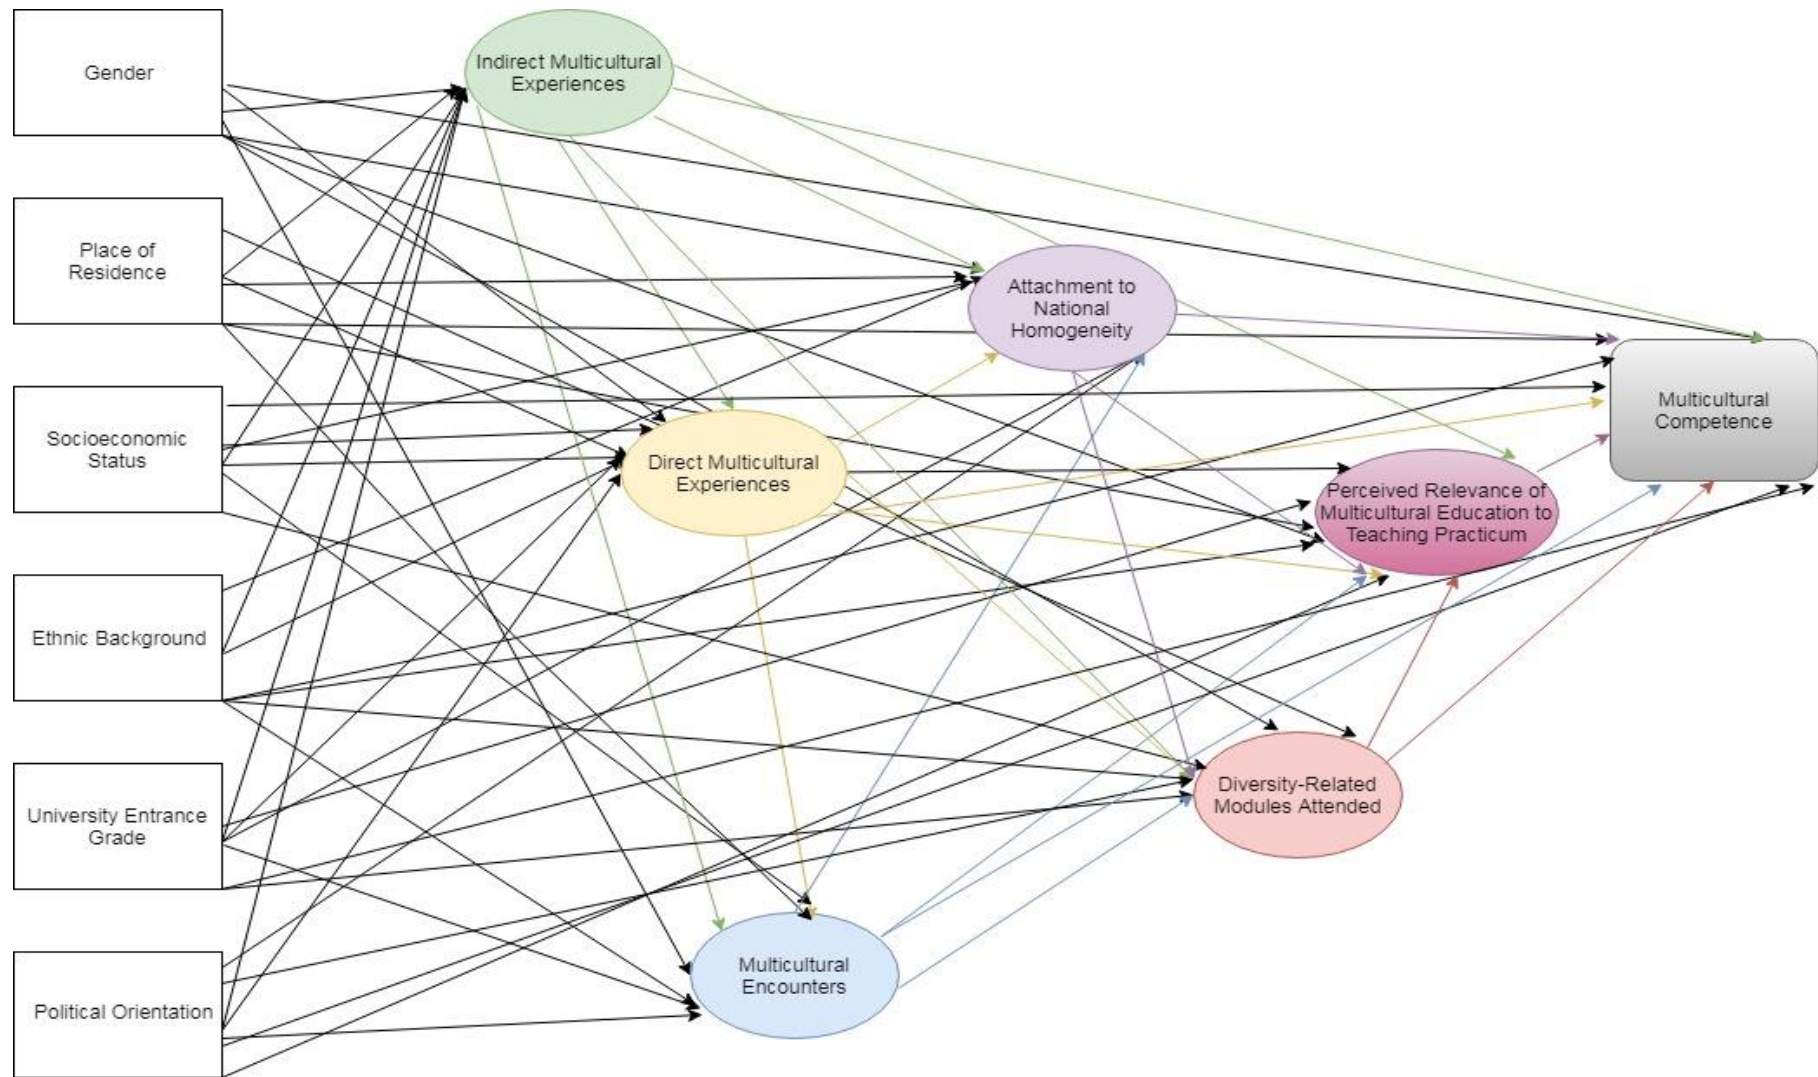 Gender
Indirect Multicultural
Experiences
Place of
Residence
Attachment to
National
Homogeneity
Multicultural
Competence
Socioeconomic
Status
Direct Multicultural
Experiences
Perceived Relevance of
Multicultural Education to
Teaching Practicum
Ethnic Background
University Entrance
Grade
Diversity-Related
Modules Attended
Multicultural
Encounters
Political Orientation